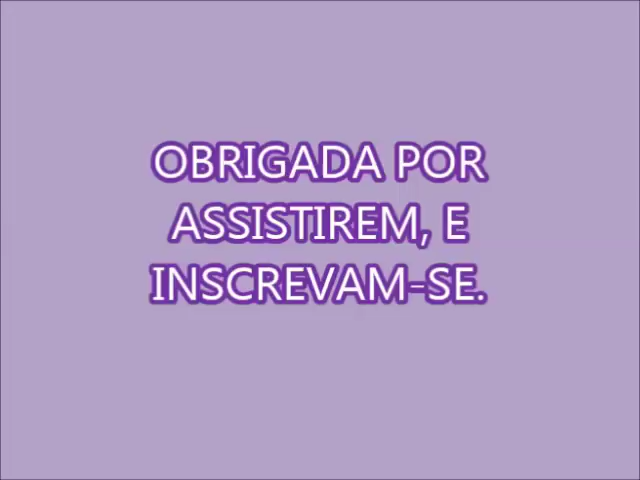 OBRIGADA POR
ASSISTIREM, E
INSCREVAM-SE.